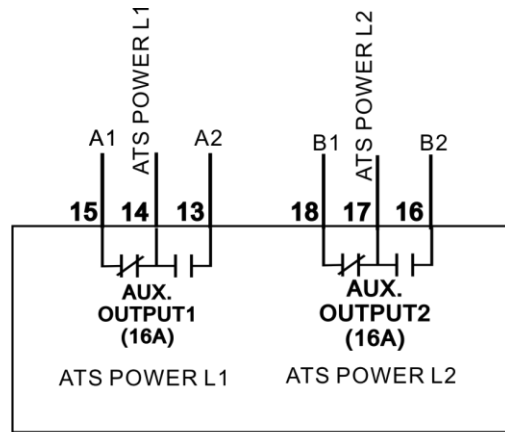 ATS POWER L1
ATS POWER L2
A1
A2
B1
B2
15
14
13
18
17
16
AUX.
OUTPUT1
(16A)
AUX.
OUTPUT2
(16A)
ATS POWER L1
ATS POWER L2